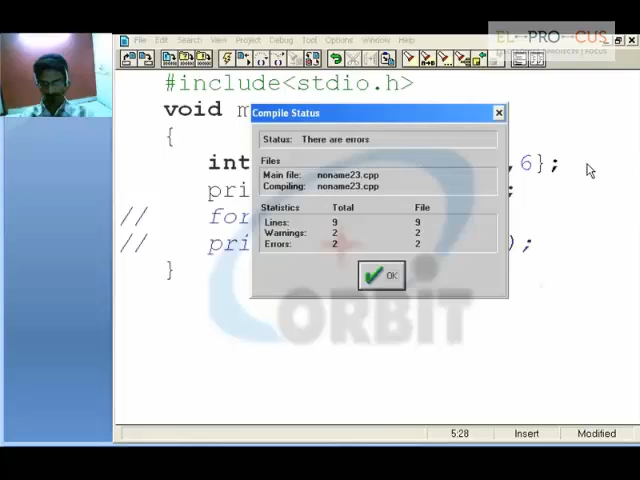 EL PRO CUS
File Edit Search View Project Debug Tool Options Window Help
#include<stdio.h>
void m
Compile Status
{
Status: There are errors
Files
int
,6};
Main file: noname23.cpp
Compiling: noname23.cpp
pri
;
Statistics Total File
// for
Lines: 9 9
Warnings: 2 2
// pri
);
Errors: 2 2
}
OK
ORBIT
5:28 Insert Modified